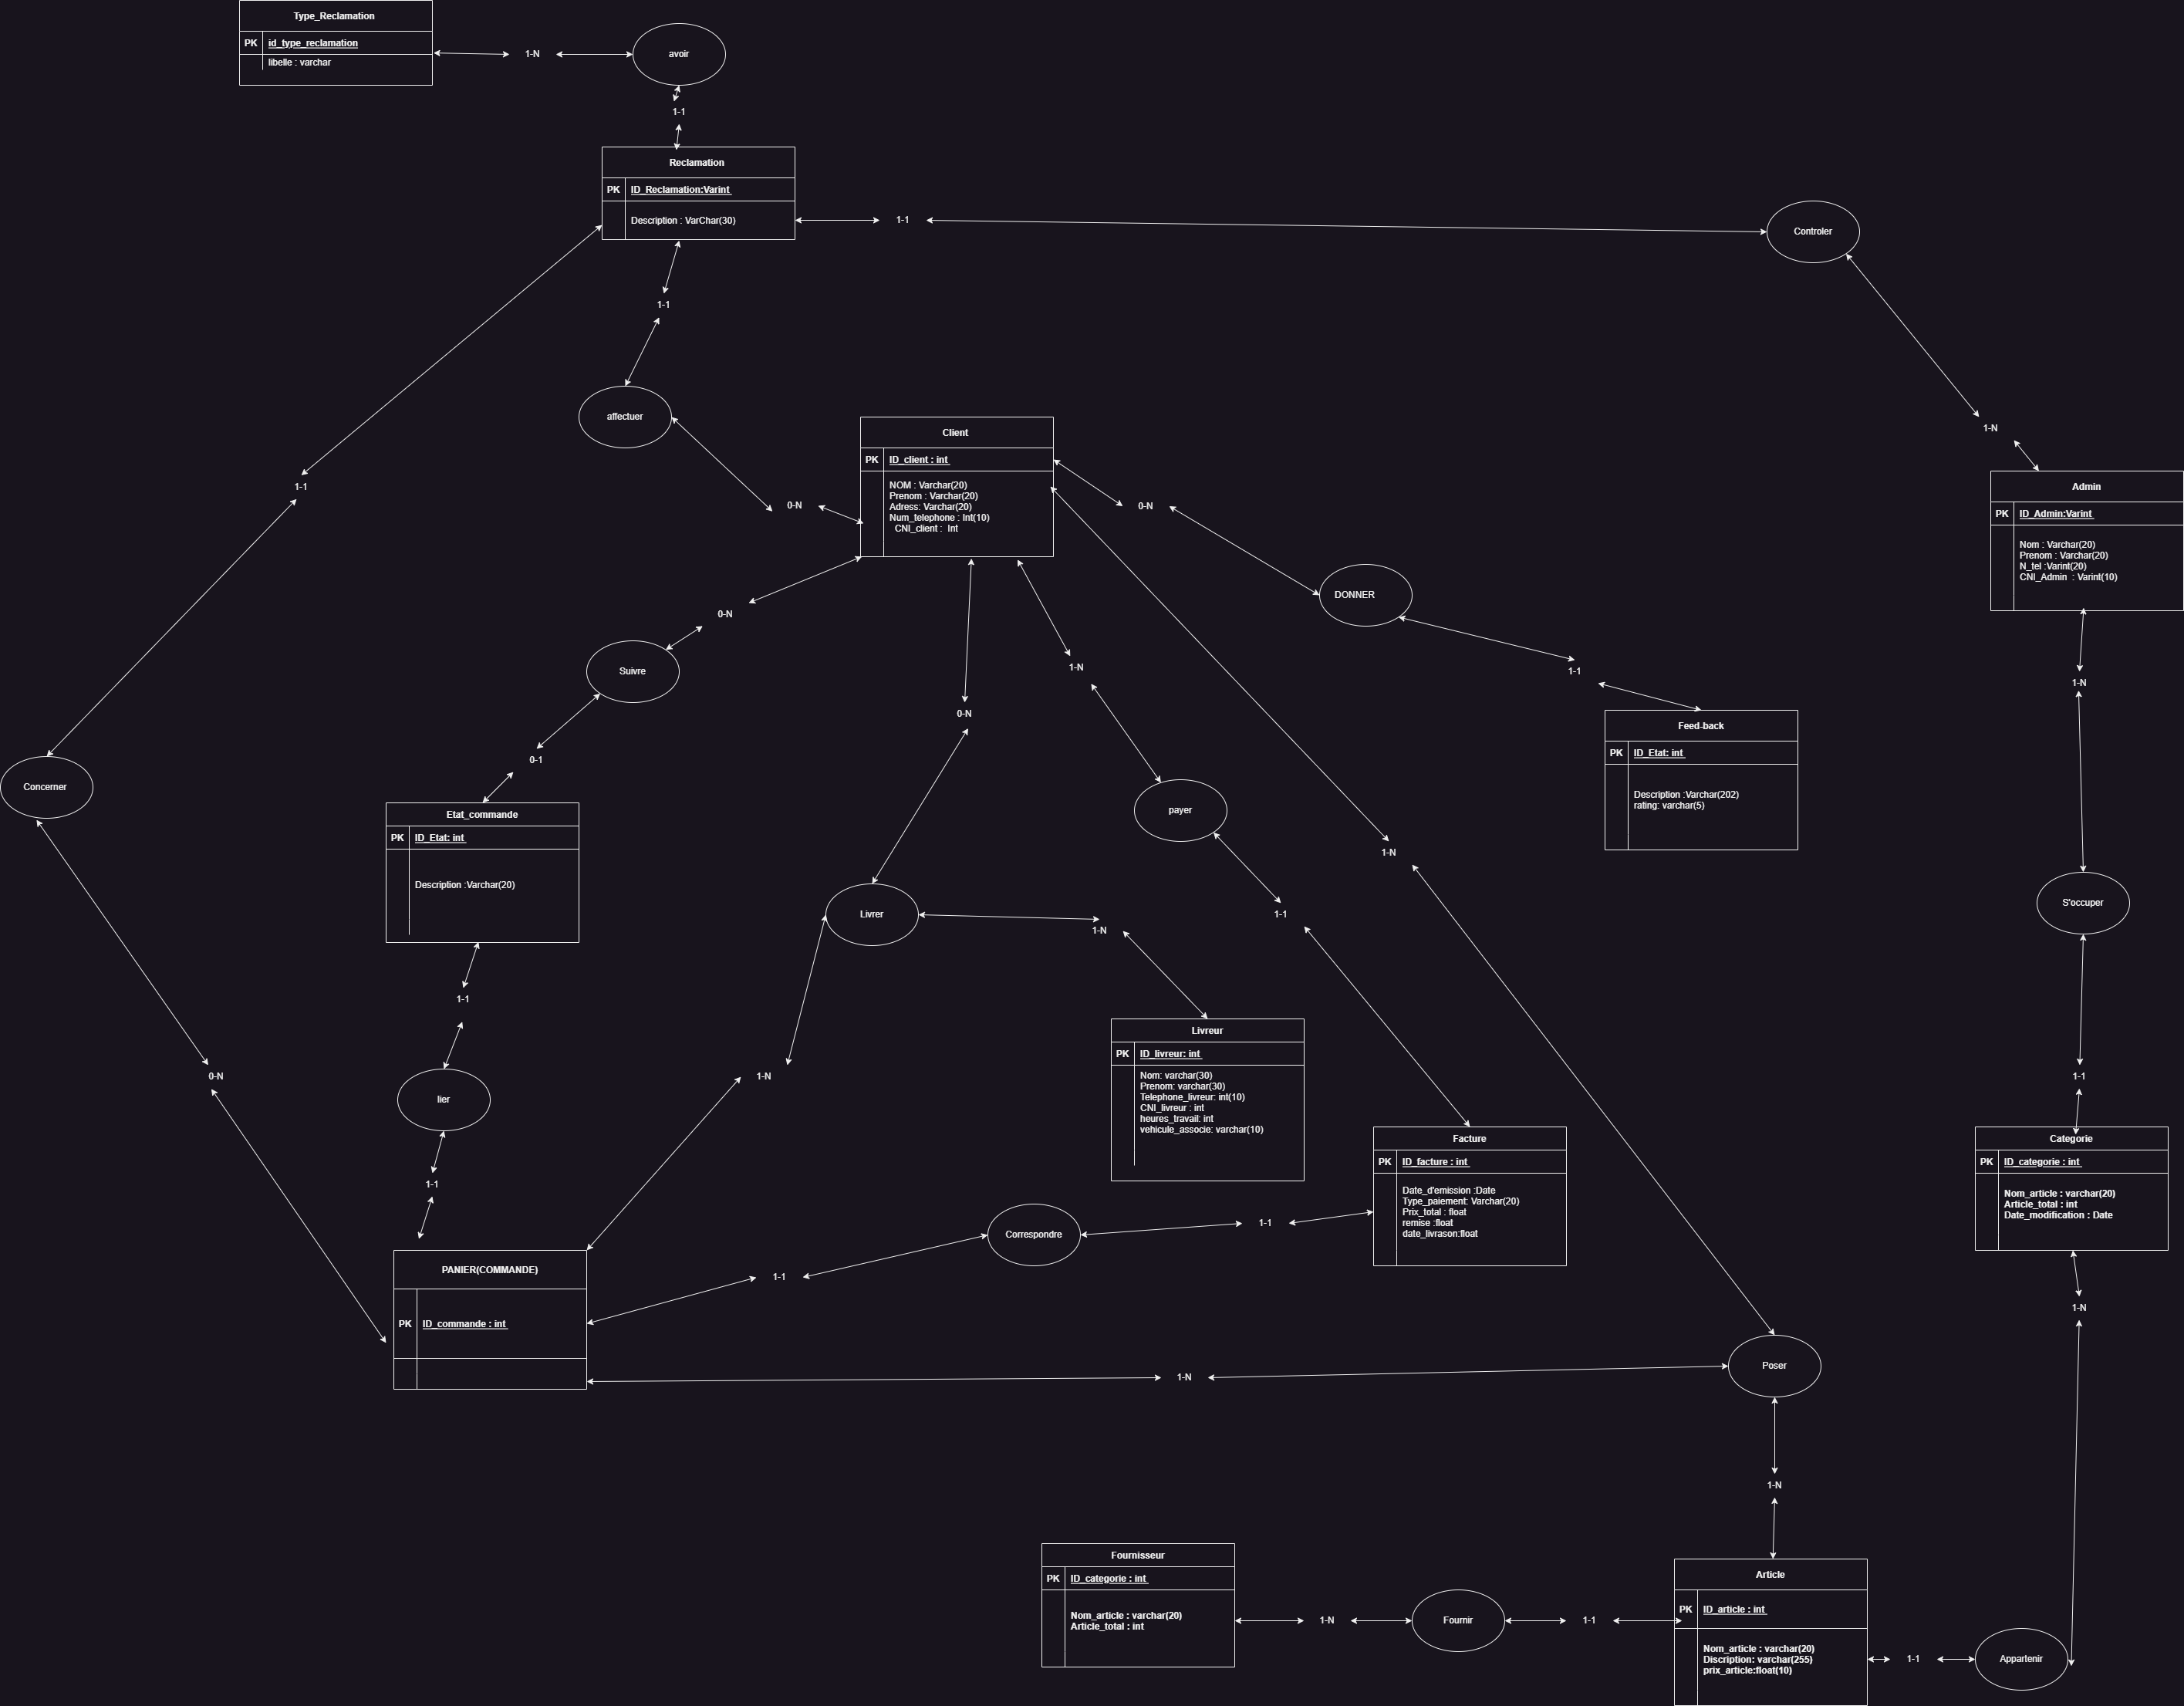 Type_Reclamation
PK id_type_reclamation
libelle : varchar
1-N
avoir
1-1
Reclamation
PK ID_Reclamation:Varint
Description : VarChar(30)
1-1
Controler
1-1
affectuer
Client
PK ID_client : int
NOM : Varchar(20)
Prenom : Varchar(20)
Adress: Varchar(20)
Num_telephone : Int(10)
CNI_client : Int
1-N
1-1
0-N
0-N
Admin
PK ID_Admin:Varint
Nom : Varchar(20)
Prenom : Varchar(20)
N_tel :Varint(20)
CNI_Admin : Varint(10)
DONNER
0-N
Suivre
1-N
1-1
1-N
0-N
Feed-back
PK ID_Etat: int
Description :Varchar(202)
rating: varchar(5)
0-1
Concerner
payer
Etat_commande
PK ID_Etat: int
Description :Varchar(20)
1-N
S'occuper
Livrer
1-N
1-1
1-1
Livreur
PK ID_livreur: int
Nom: varchar(30)
Prenom: varchar(30)
Telephone_livreur: int(10)
CNI_livreur : int
heures_travail: int
vehicule_associe: varchar(10)
0-N
1-N
1-1
lier
Facture
PK ID_facture : int
Date_d'emission :Date
Type_paiement: Varchar(20)
Prix_total : float
remise :float
date_livrason:float
Categorie
PK ID_categorie : int
Nom_article : varchar(20)
Article_total : int
Date_modification : Date
1-1
Correspondre
1-1
PANIER(COMMANDE)
PK ID_commande : int
1-1
1-N
Poser
1-N
1-N
Fournisseur
PK ID_categorie : int
Nom_article : varchar(20)
Article_total : int
1-N
Fournir
1-1
Article
PK ID_article : int
Nom_article : varchar(20)
Discription: varchar(255)
prix_article:float(10)
1-1
Appartenir